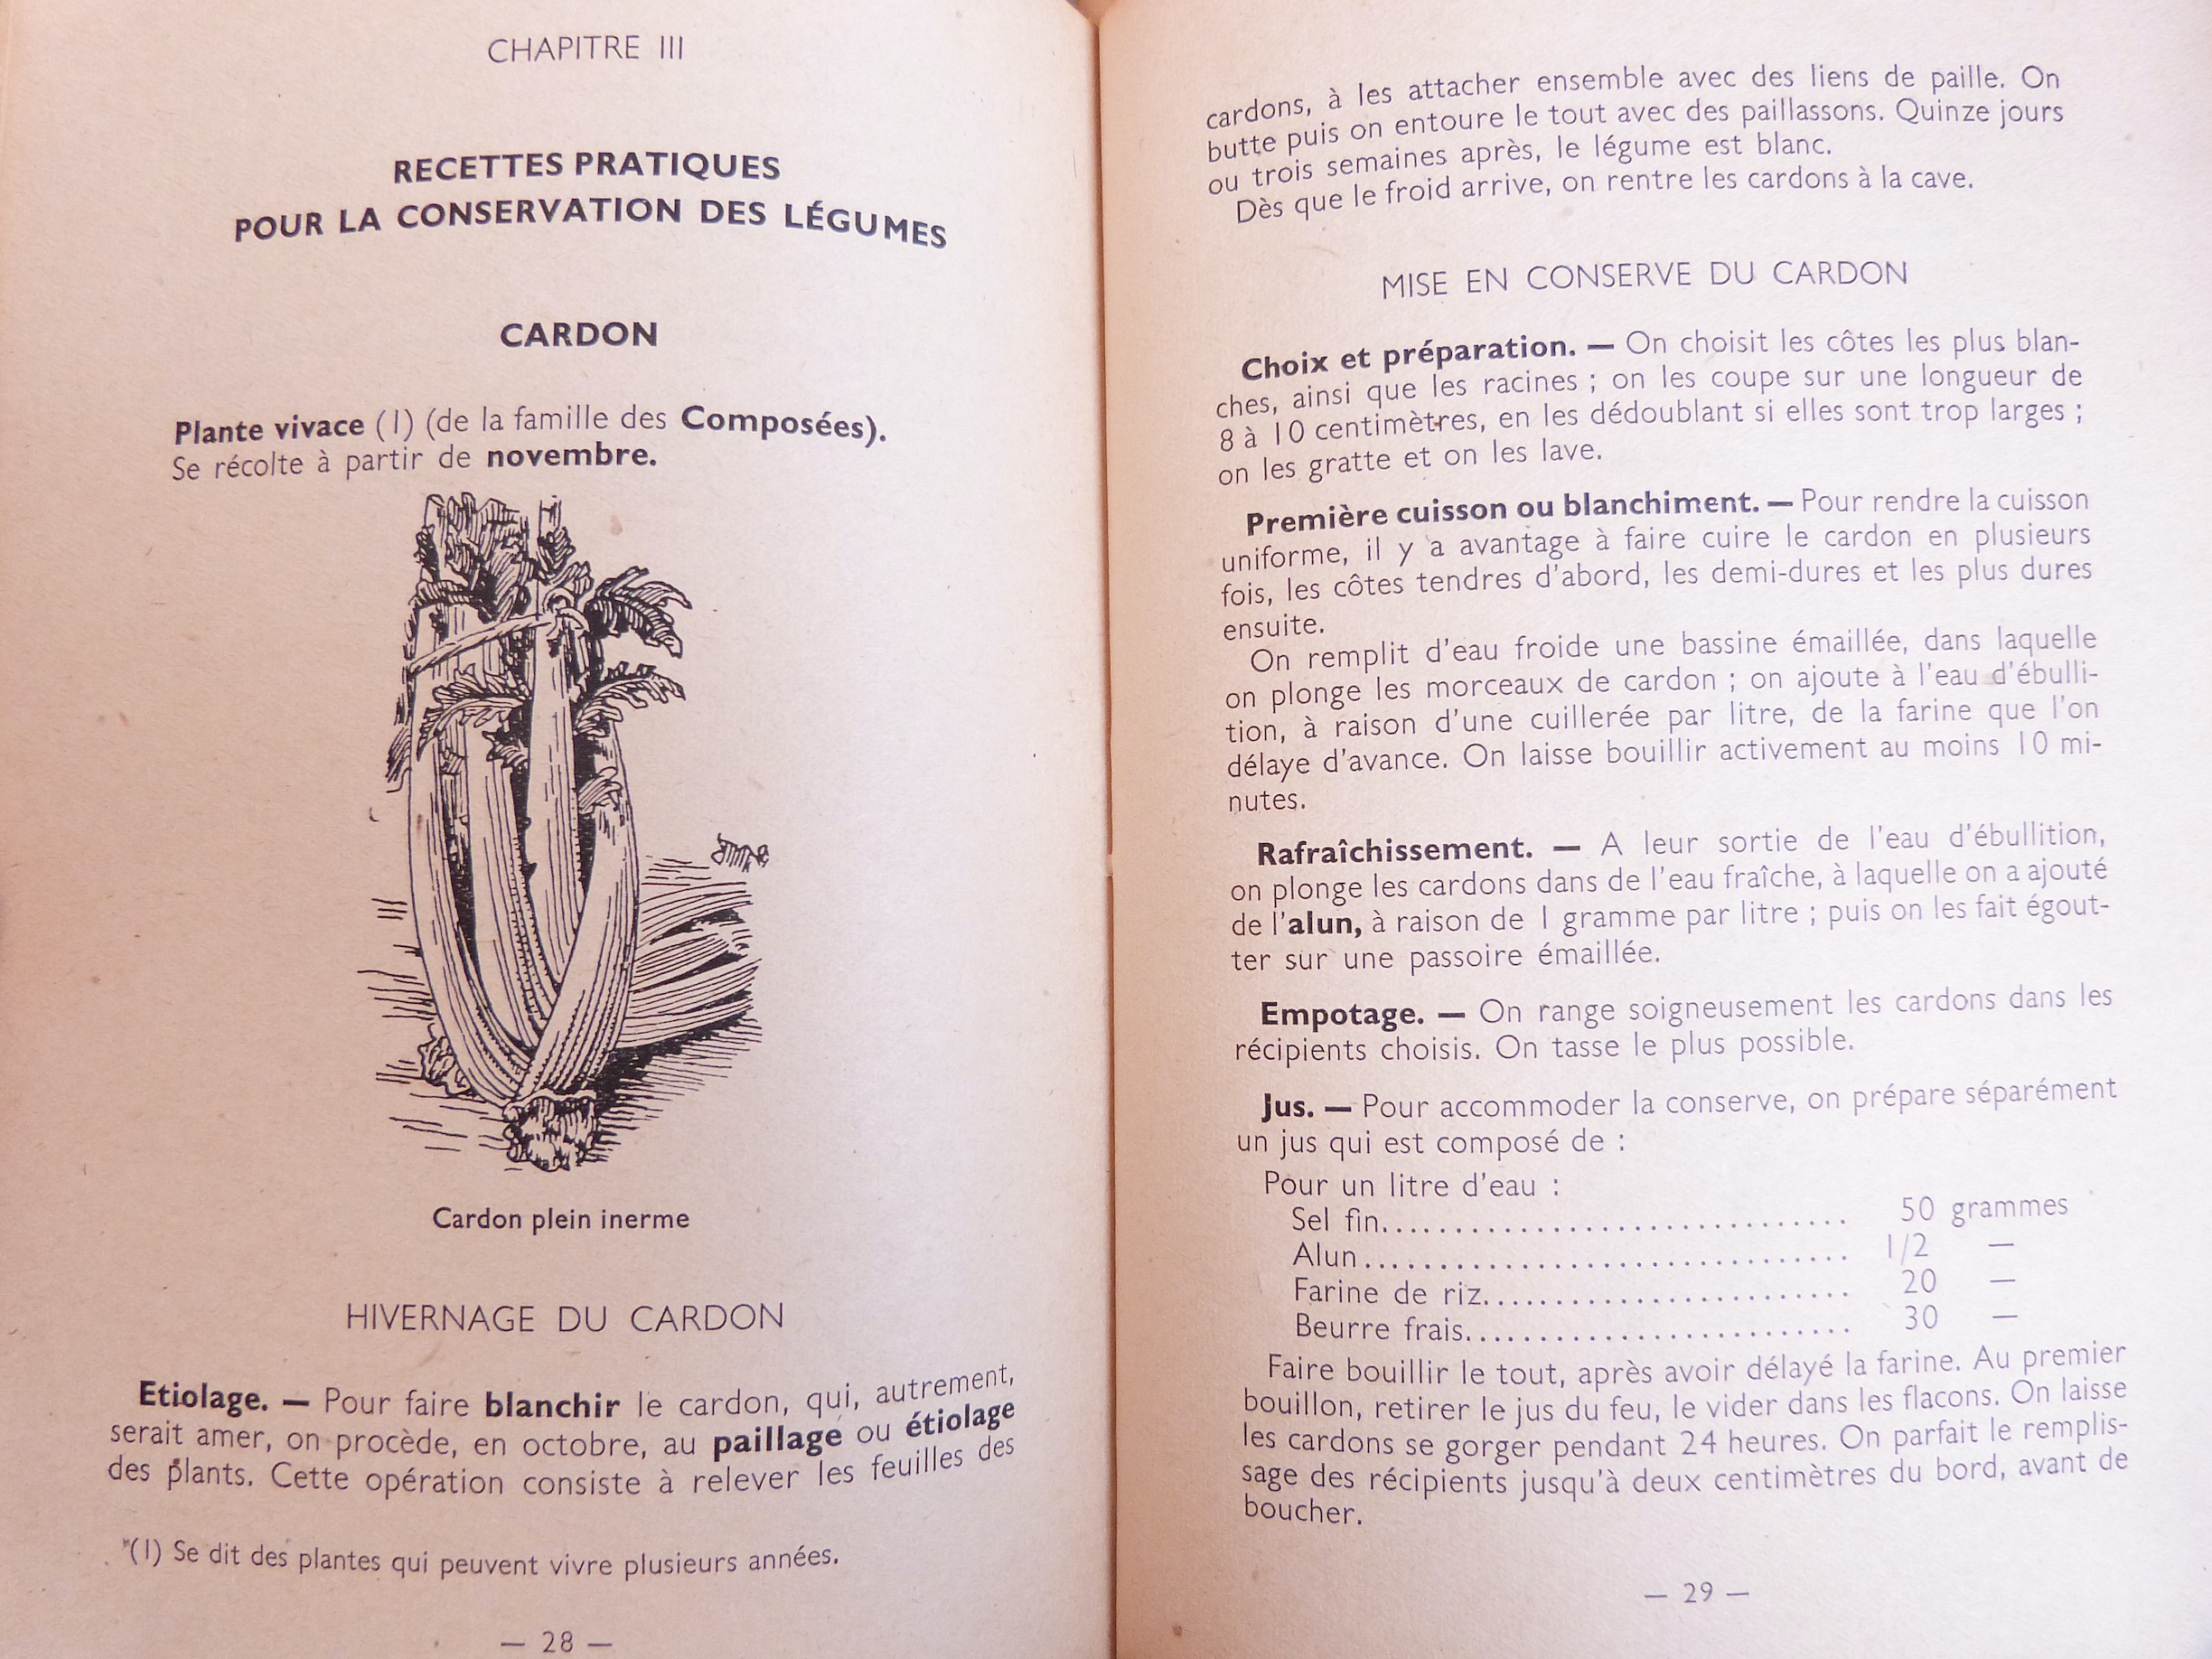 CHAPITRE III
RECETTES PRATIQUES
POUR LA CONSERVATION DES LÉGUMES
CARDON
Plante vivace (1) (de la famille des Composées).
Se récolte à partir de novembre.
Cardon plein inerme
HIVERNAGE DU CARDON
Etiolage. — Pour faire blanchir le cardon, qui, autrement,
serait amer, on procède, en octobre, au paillage ou étiolage
des plants. Cette opération consiste à relever les feuilles des
(1) Se dit des plantes qui peuvent vivre plusieurs années.
— 28 —
cardons, à les attacher ensemble avec des liens de paille. On
butte puis on entoure le tout avec des paillassons. Quinze jours
ou trois semaines après, le légume est blanc.
Dès que le froid arrive, on rentre les cardons à la cave.
MISE EN CONSERVE DU CARDON
Choix et préparation. — On choisit les côtes les plus blan-
ches, ainsi que les racines ; on les coupe sur une longueur de
8 à 10 centimètres, en les dédoublant si elles sont trop larges ;
on les gratte et on les lave.
Première cuisson ou blanchiment. — Pour rendre la cuisson
uniforme, il y a avantage à faire cuire le cardon en plusieurs
fois, les côtes tendres d'abord, les demi-dures et les plus dures
ensuite.
On remplit d'eau froide une bassine émaillée, dans laquelle
on plonge les morceaux de cardon ; on ajoute à l'eau d'ébulli-
tion, à raison d'une cuillerée par litre, de la farine que l'on
délaye d'avance. On laisse bouillir activement au moins 10 mi-
nutes.
Rafraîchissement. — A leur sortie de l'eau d'ébullition,
on plonge les cardons dans de l'eau fraîche, à laquelle on a ajouté
de l'alun, à raison de 1 gramme par litre ; puis on les fait égout-
ter sur une passoire émaillée.
Empotage. — On range soigneusement les cardons dans les
récipients choisis. On tasse le plus possible.
Jus. — Pour accommoder la conserve, on prépare séparément
un jus qui est composé de :
Pour un litre d'eau :
Sel fin................................ 50 grammes
Alun.................................. 1/2 —
Farine de riz......................... 20 —
Beurre frais.......................... 30 —
Faire bouillir le tout, après avoir délayé la farine. Au premier
bouillon, retirer le jus du feu, le vider dans les flacons. On laisse
les cardons se gorger pendant 24 heures. On parfait le remplis-
sage des récipients jusqu'à deux centimètres du bord, avant de
boucher.
— 29 —